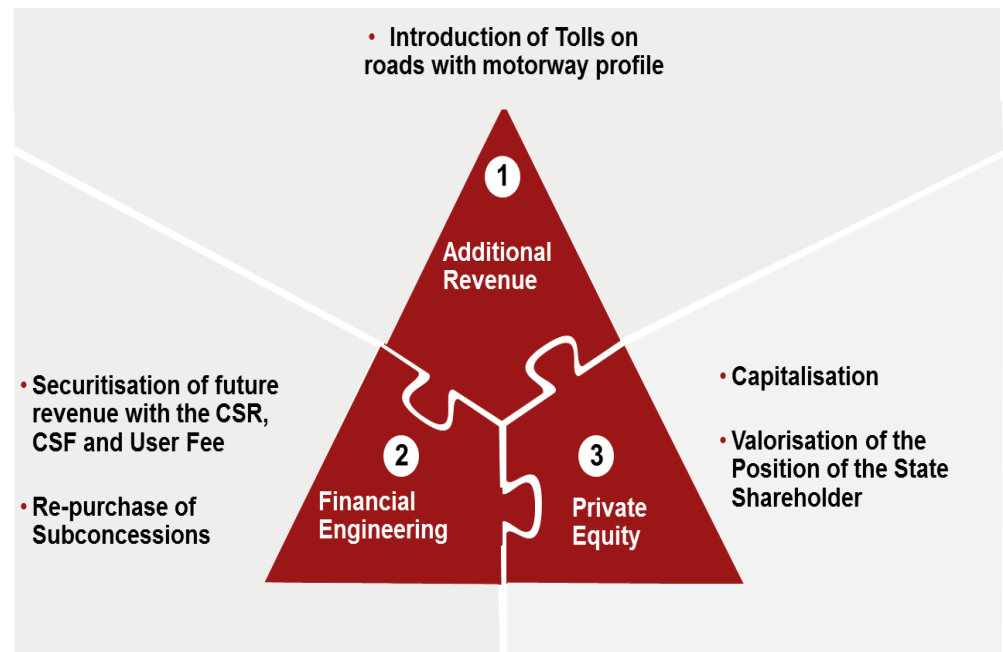 • Introduction of Tolls on
roads with motorway profile
1
Additional
Revenue
• Securitisation of future
revenue with the CSR,
CSF and User Fee
• Re-purchase of
Subconcessions
2
Financial
Engineering
3
Private
Equity
• Capitalisation
• Valorisation of the
Position of the State
Shareholder